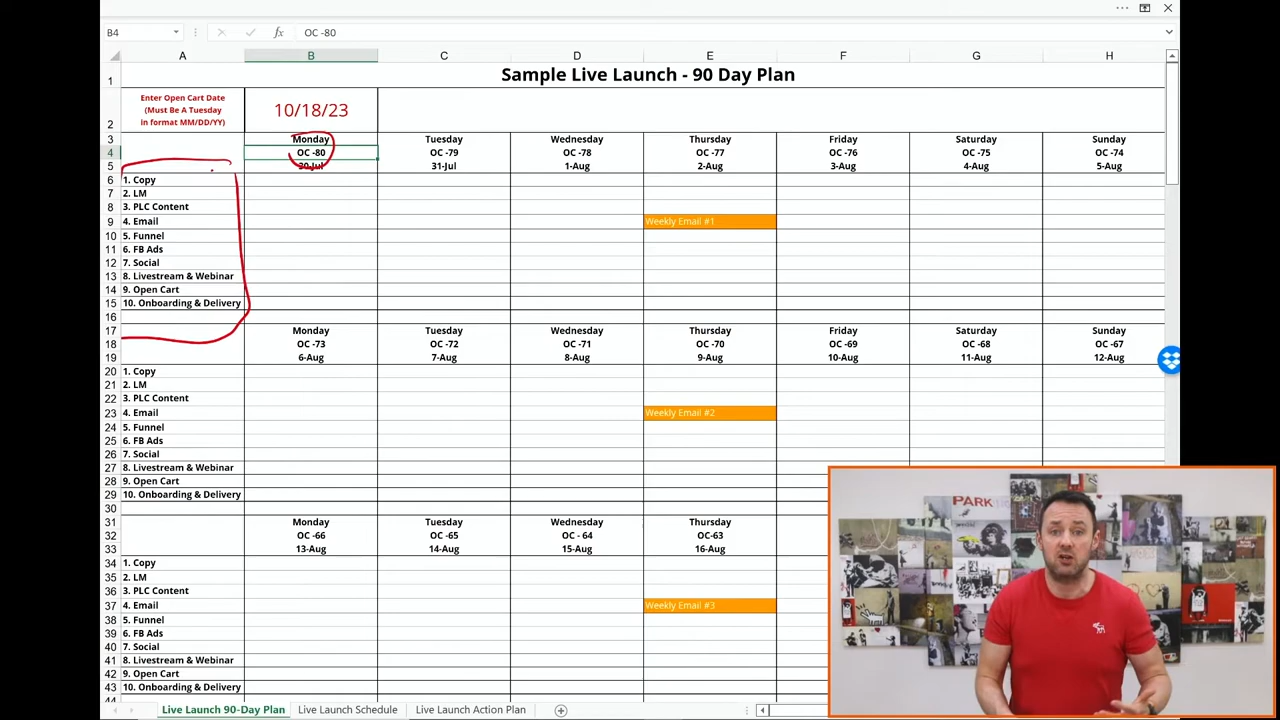 B4 fx OC -80
A B C D E F G H
1 Sample Live Launch - 90 Day Plan
Enter Open Cart Date
(Must Be A Tuesday
in format MM/DD/YY)
2 10/18/23
3 Monday Tuesday Wednesday Thursday Friday Saturday Sunday
4 OC -80 OC -79 OC -78 OC -77 OC -76 OC -75 OC -74
5 30-Jul 31-Jul 1-Aug 2-Aug 3-Aug 4-Aug 5-Aug
6 1. Copy
7 2. LM
8 3. PLC Content
9 4. Email Weekly Email #1
10 5. Funnel
11 6. FB Ads
12 7. Social
13 8. Livestream & Webinar
14 9. Open Cart
15 10. Onboarding & Delivery
16
17 Monday Tuesday Wednesday Thursday Friday Saturday Sunday
18 OC -73 OC -72 OC -71 OC -70 OC -69 OC -68 OC -67
19 6-Aug 7-Aug 8-Aug 9-Aug 10-Aug 11-Aug 12-Aug
20 1. Copy
21 2. LM
22 3. PLC Content
23 4. Email Weekly Email #2
24 5. Funnel
25 6. FB Ads
26 7. Social
27 8. Livestream & Webinar
28 9. Open Cart
29 10. Onboarding & Delivery
30
31 Monday Tuesday Wednesday Thursday
32 OC -66 OC -65 OC - 64 OC-63
33 13-Aug 14-Aug 15-Aug 16-Aug
34 1. Copy
35 2. LM
36 3. PLC Content
37 4. Email Weekly Email #3
38 5. Funnel
39 6. FB Ads
40 7. Social
41 8. Livestream & Webinar
42 9. Open Cart
43 10. Onboarding & Delivery
PARK
Live Launch 90-Day Plan Live Launch Schedule Live Launch Action Plan